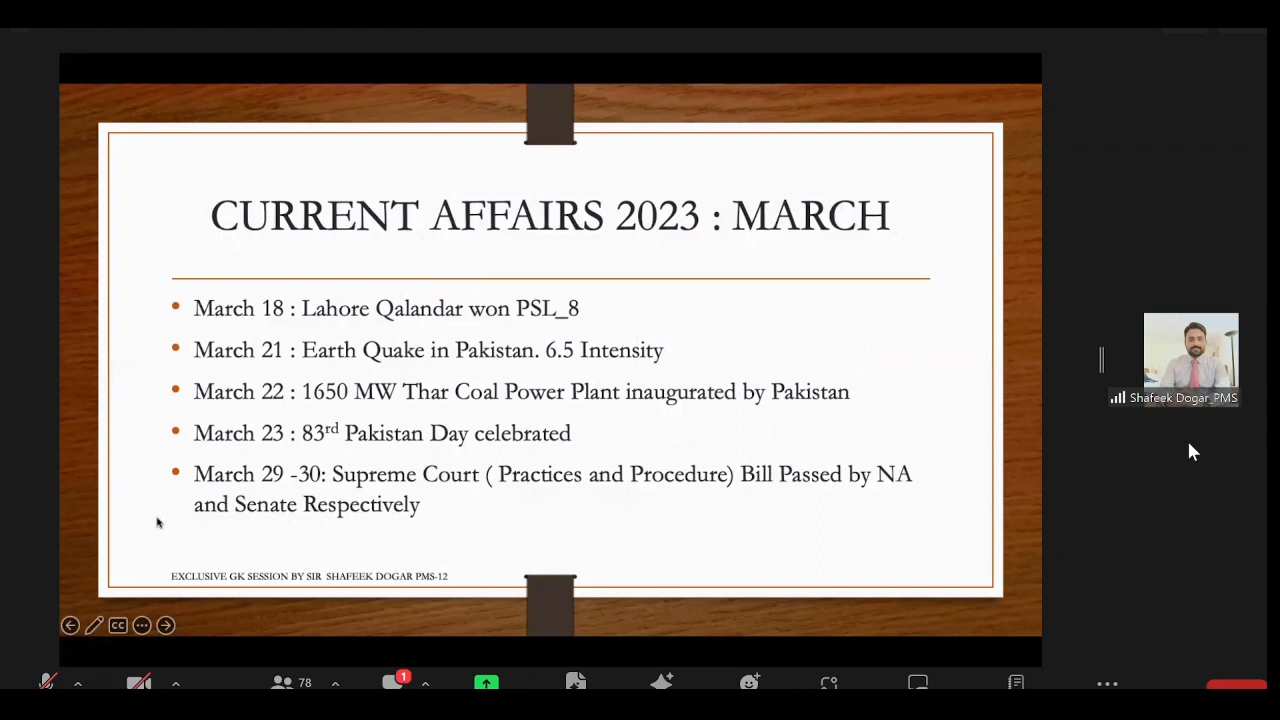 CURRENT AFFAIRS 2023 : MARCH
March 18 : Lahore Qalandar won PSL_8
March 21 : Earth Quake in Pakistan. 6.5 Intensity
March 22 : 1650 MW Thar Coal Power Plant inaugurated by Pakistan
March 23 : 83rd Pakistan Day celebrated
March 29 -30: Supreme Court ( Practices and Procedure) Bill Passed by NA
and Senate Respectively
EXCLUSIVE GK SESSION BY SIR SHAFEEK DOGAR PMS-12
CC
Shafeek Dogar_PMS
78
1